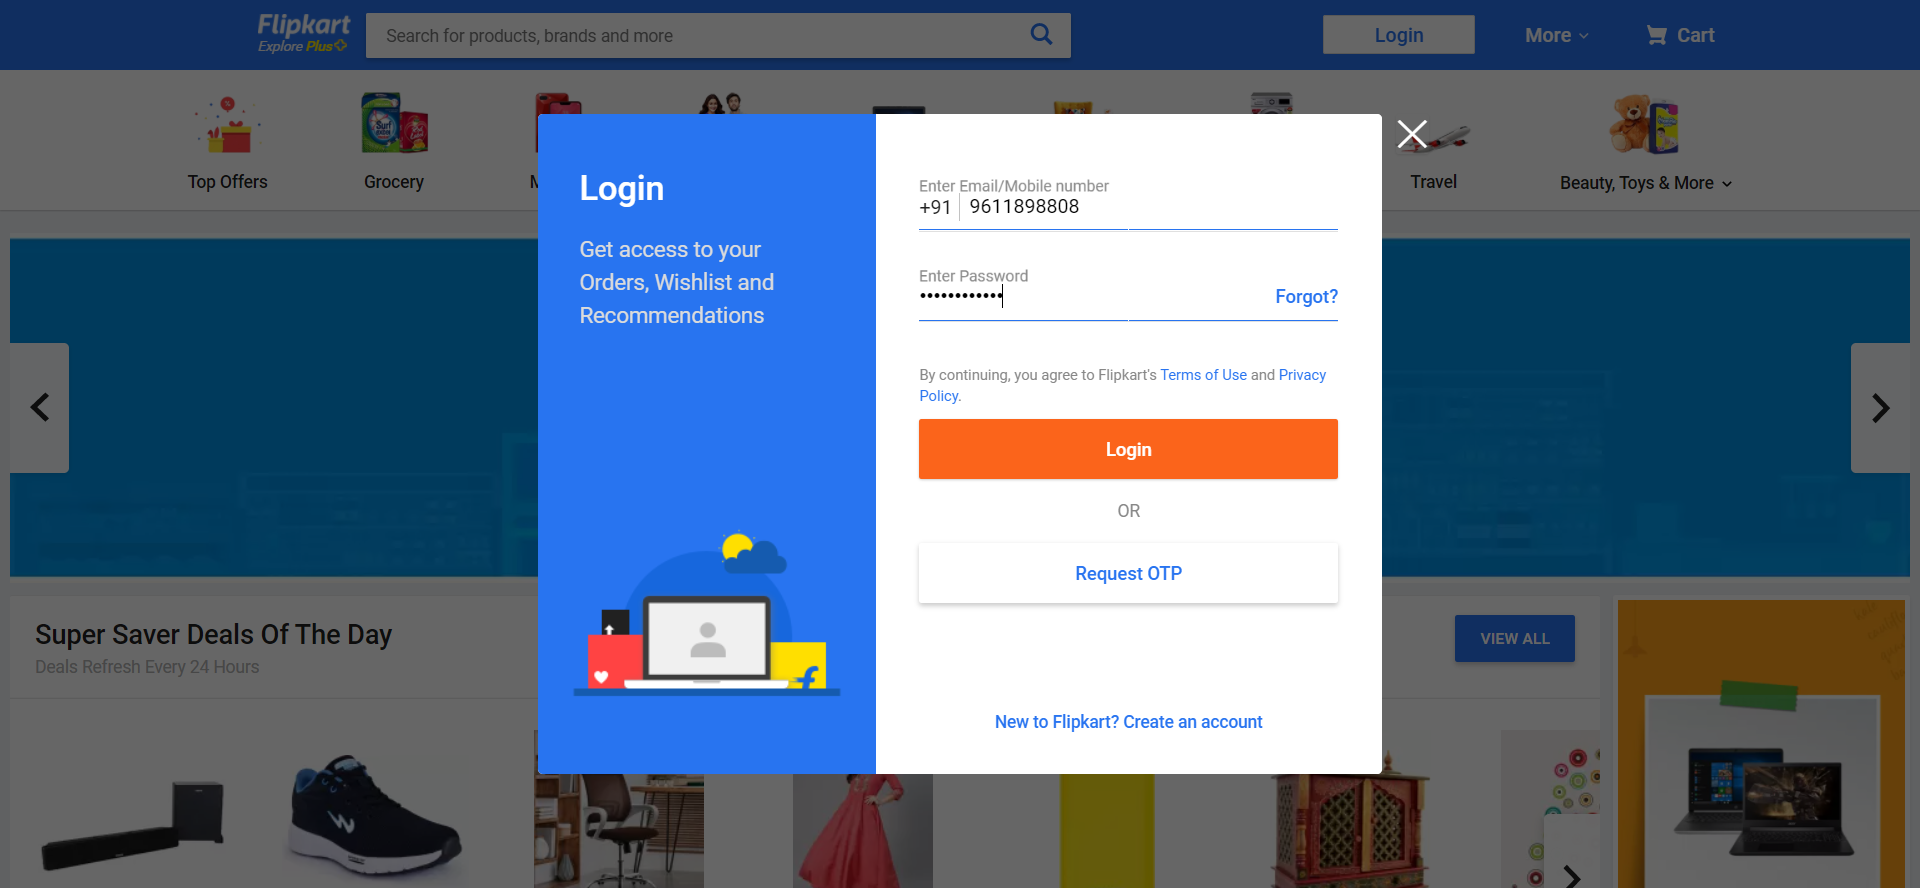 Flipkart
Explore Plus
Search for products, brands and more
Login
More
Cart
Top Offers
Grocery
M
Travel
Beauty, Toys & More
Login
Get access to your
Orders, Wishlist and
Recommendations
Enter Email/Mobile number
+91 9611898808
Enter Password
••••••••••••
Forgot?
By continuing, you agree to Flipkart's Terms of Use and Privacy
Policy.
Login
OR
Request OTP
New to Flipkart? Create an account
Super Saver Deals Of The Day
Deals Refresh Every 24 Hours
VIEW ALL